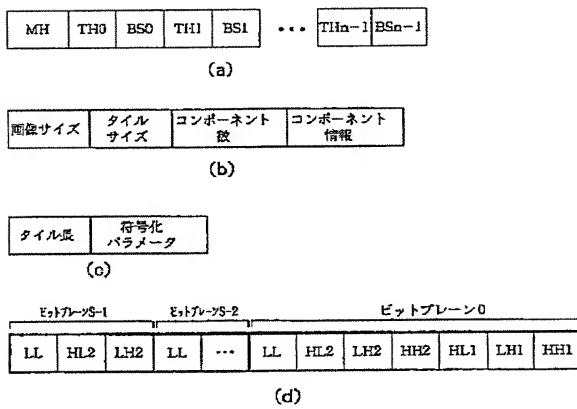 MH TH0 BS0 TH1 BS1 ••• THn-1 BSn-1
(a)
画像サイズ タイルサイズ コンポーネント数 コンポーネント情報
(b)
タイル長 符号化パラメータ
(c)
ビットプレーンS-1 ビットプレーンS-2 ビットプレーン0
LL HL2 LH2 LL ••• LL HL2 LH2 HH2 HL1 LH1 HH1
(d)